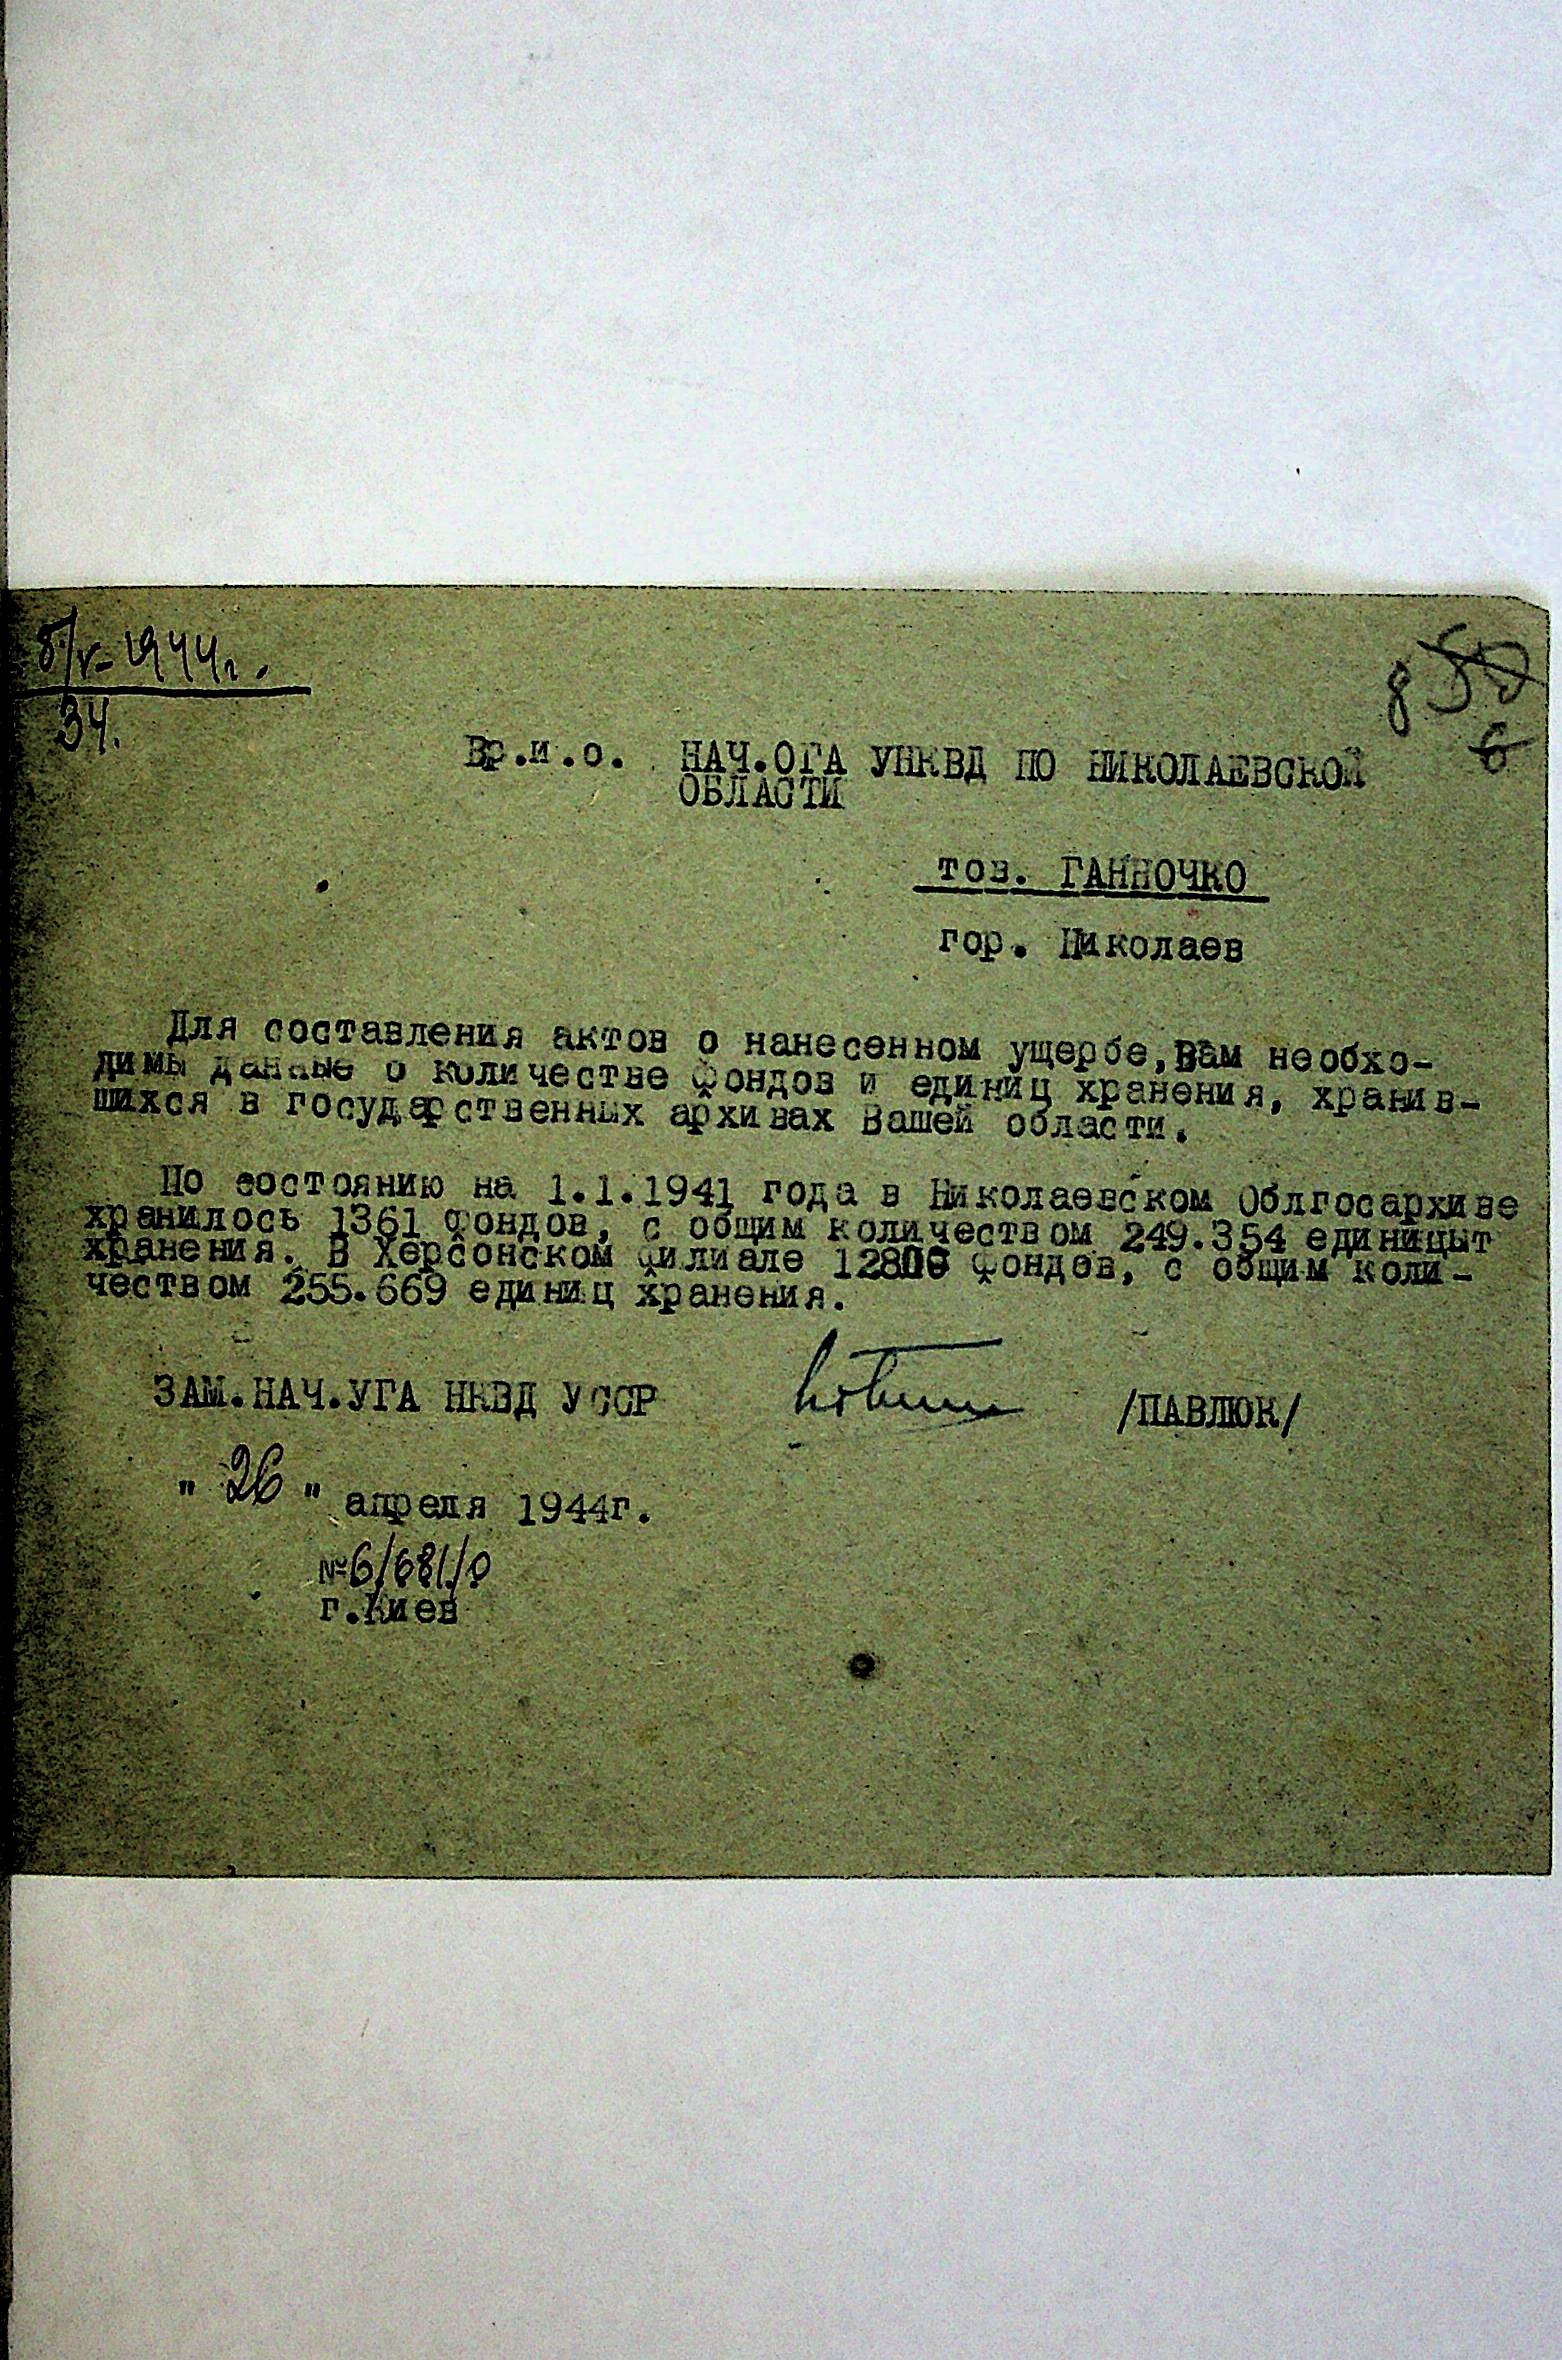 8/V-1944г.
34.
8 50
6
Вр.и.о. НАЧ.ОГА УНКВД ПО НИКОЛАЕВСКОЙ
ОБЛАСТИ
тов. ГАННОЧКО
гор. Николаев
Для составления актов о нанесенном ущербе, Вам необхо-
димы данные о количестве фондов и единиц хранения, хранив-
шихся в государственных архивах Вашей области.
По состоянию на 1.1.1941 года в Николаевском Облгосархиве
хранилось 1361 фондов, с общим количеством 249.354 единицыт
хранения. В Херсонском филиале фондов, с общим коли-
чеством 255.669 единиц хранения.
ЗАМ.НАЧ.УГА НКВД УССР /ПАВЛЮК/
"26" апреля 1944г.
№6/681/0
г.Киев